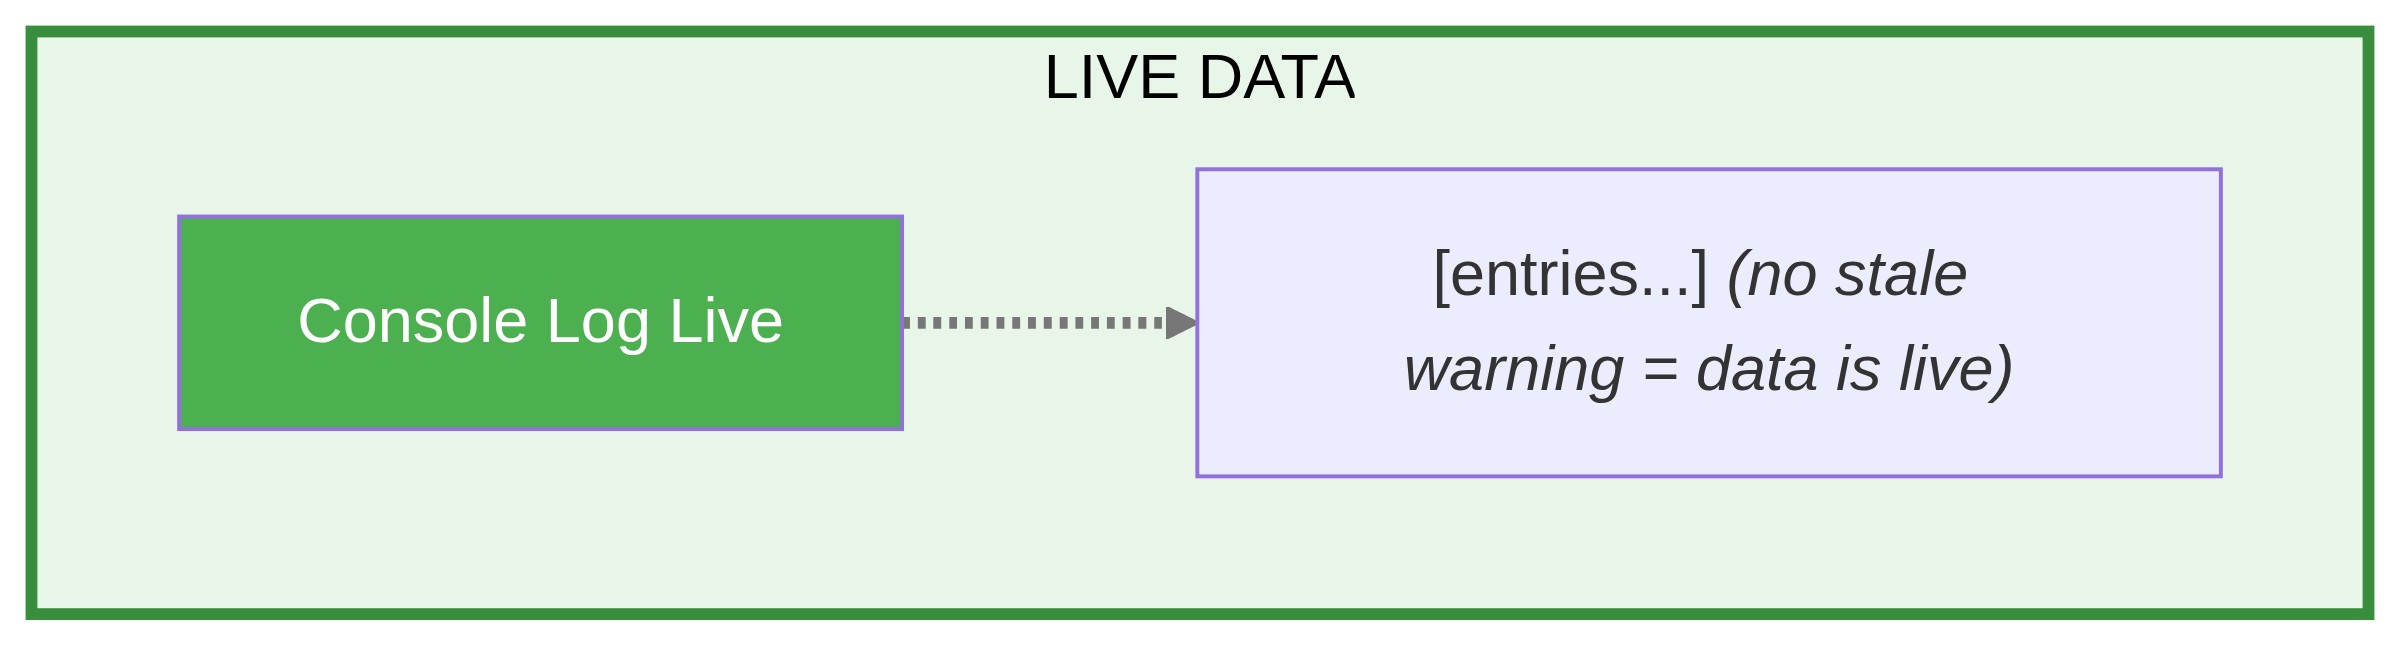 LIVE DATA
Console Log Live
[entries...] (no stale
warning = data is live)